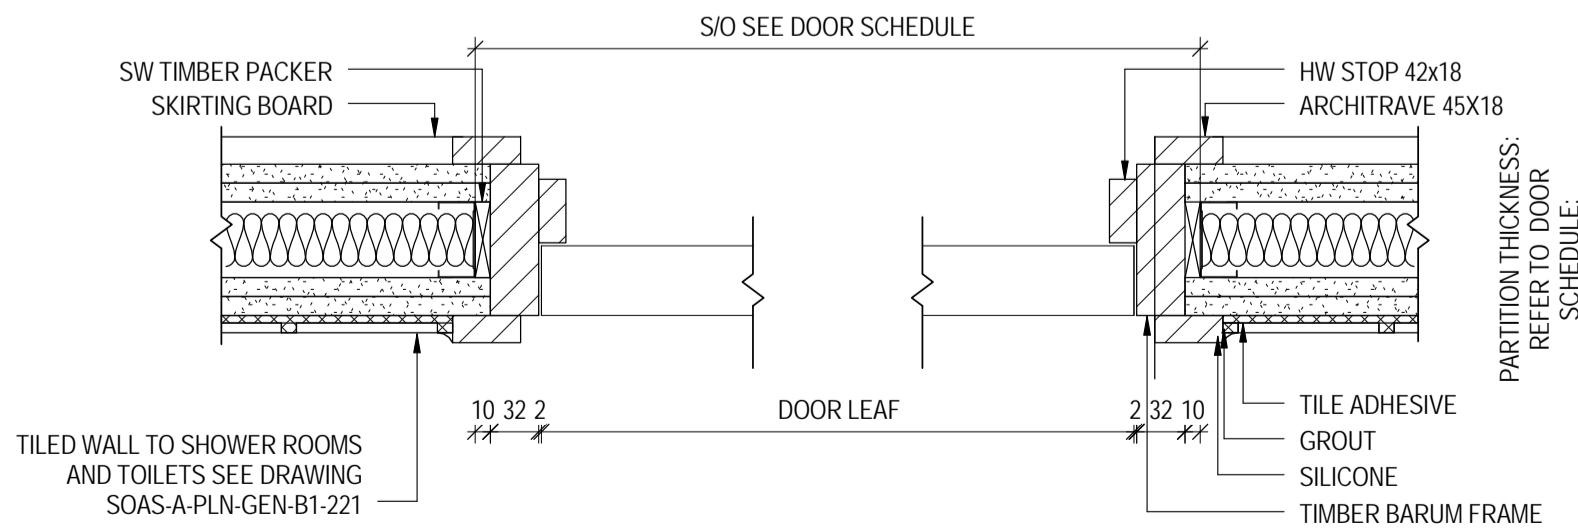 S/O SEE DOOR SCHEDULE
SW TIMBER PACKER
SKIRTING BOARD
HW STOP 42x18
ARCHITRAVE 45X18
PARTITION THICKNESS:
REFER TO DOOR
SCHEDULE:
10 32 2
DOOR LEAF
2 32 10
TILED WALL TO SHOWER ROOMS
AND TOILETS SEE DRAWING
SOAS-A-PLN-GEN-B1-221
TILE ADHESIVE
GROUT
SILICONE
TIMBER BARUM FRAME